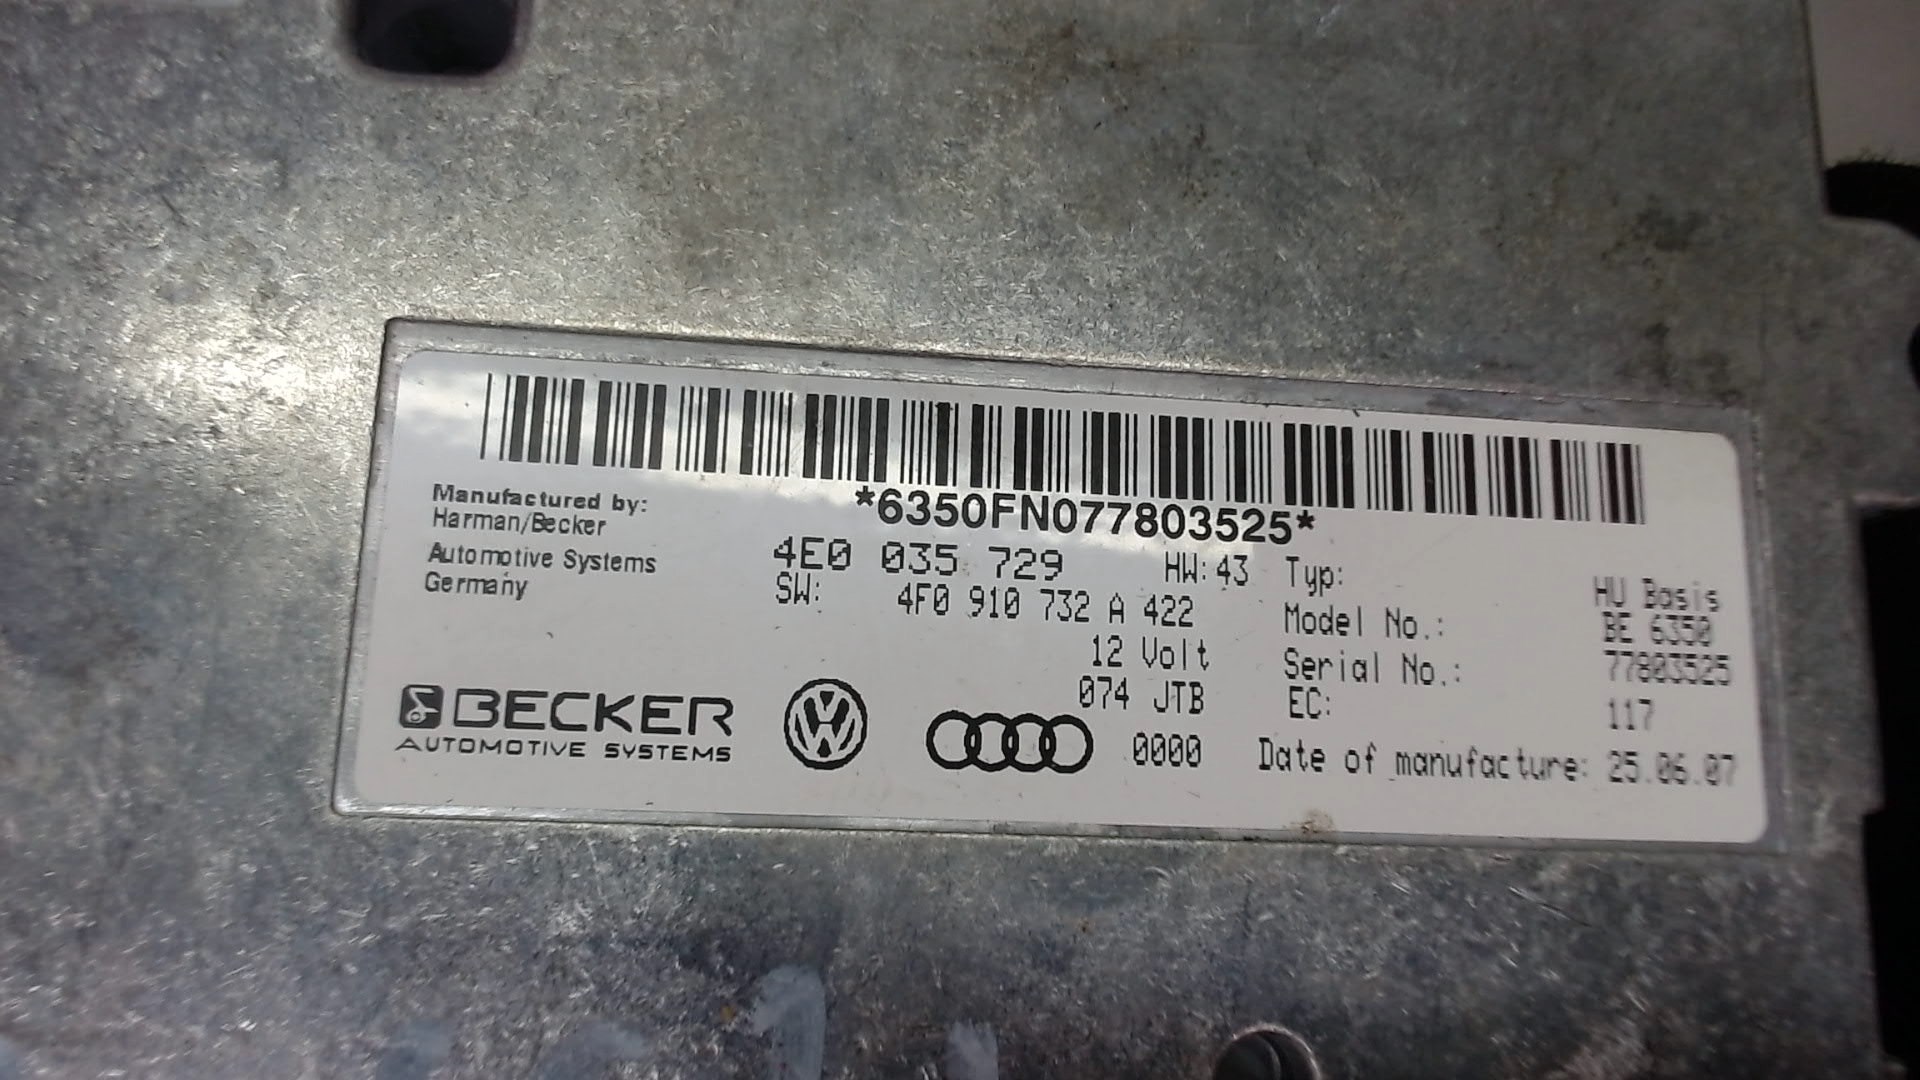 *6350FN077803525*
Manufactured by:
Harman/Becker
Automotive Systems
Germany
4E0 035 729 HW: 43
SW: 4F0 910 732 A 422
12 Volt
074 JTB
0000
Typ: HU Basis
Model No.: BE 6350
Serial No.: 77803525
EC: 117
Date of manufacture: 25.06.07
BECKER
AUTOMOTIVE SYSTEMS